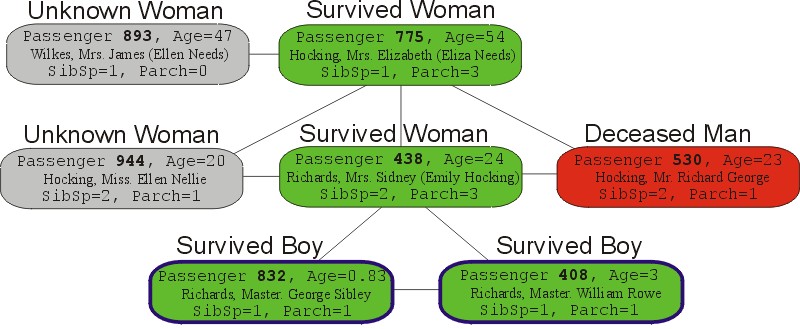 Unknown Woman
Passenger 893, Age=47
Wilkes, Mrs. James (Ellen Needs)
SibSp=1, Parch=0
Survived Woman
Passenger 775, Age=54
Hocking, Mrs. Elizabeth (Eliza Needs)
SibSp=1, Parch=3
Unknown Woman
Passenger 944, Age=20
Hocking, Miss. Ellen Nellie
SibSp=2, Parch=1
Survived Woman
Passenger 438, Age=24
Richards, Mrs. Sidney (Emily Hocking)
SibSp=2, Parch=3
Deceased Man
Passenger 530, Age=23
Hocking, Mr. Richard George
SibSp=2, Parch=1
Survived Boy
Passenger 832, Age=0.83
Richards, Master. George Sibley
SibSp=1, Parch=1
Survived Boy
Passenger 408, Age=3
Richards, Master. William Rowe
SibSp=1, Parch=1